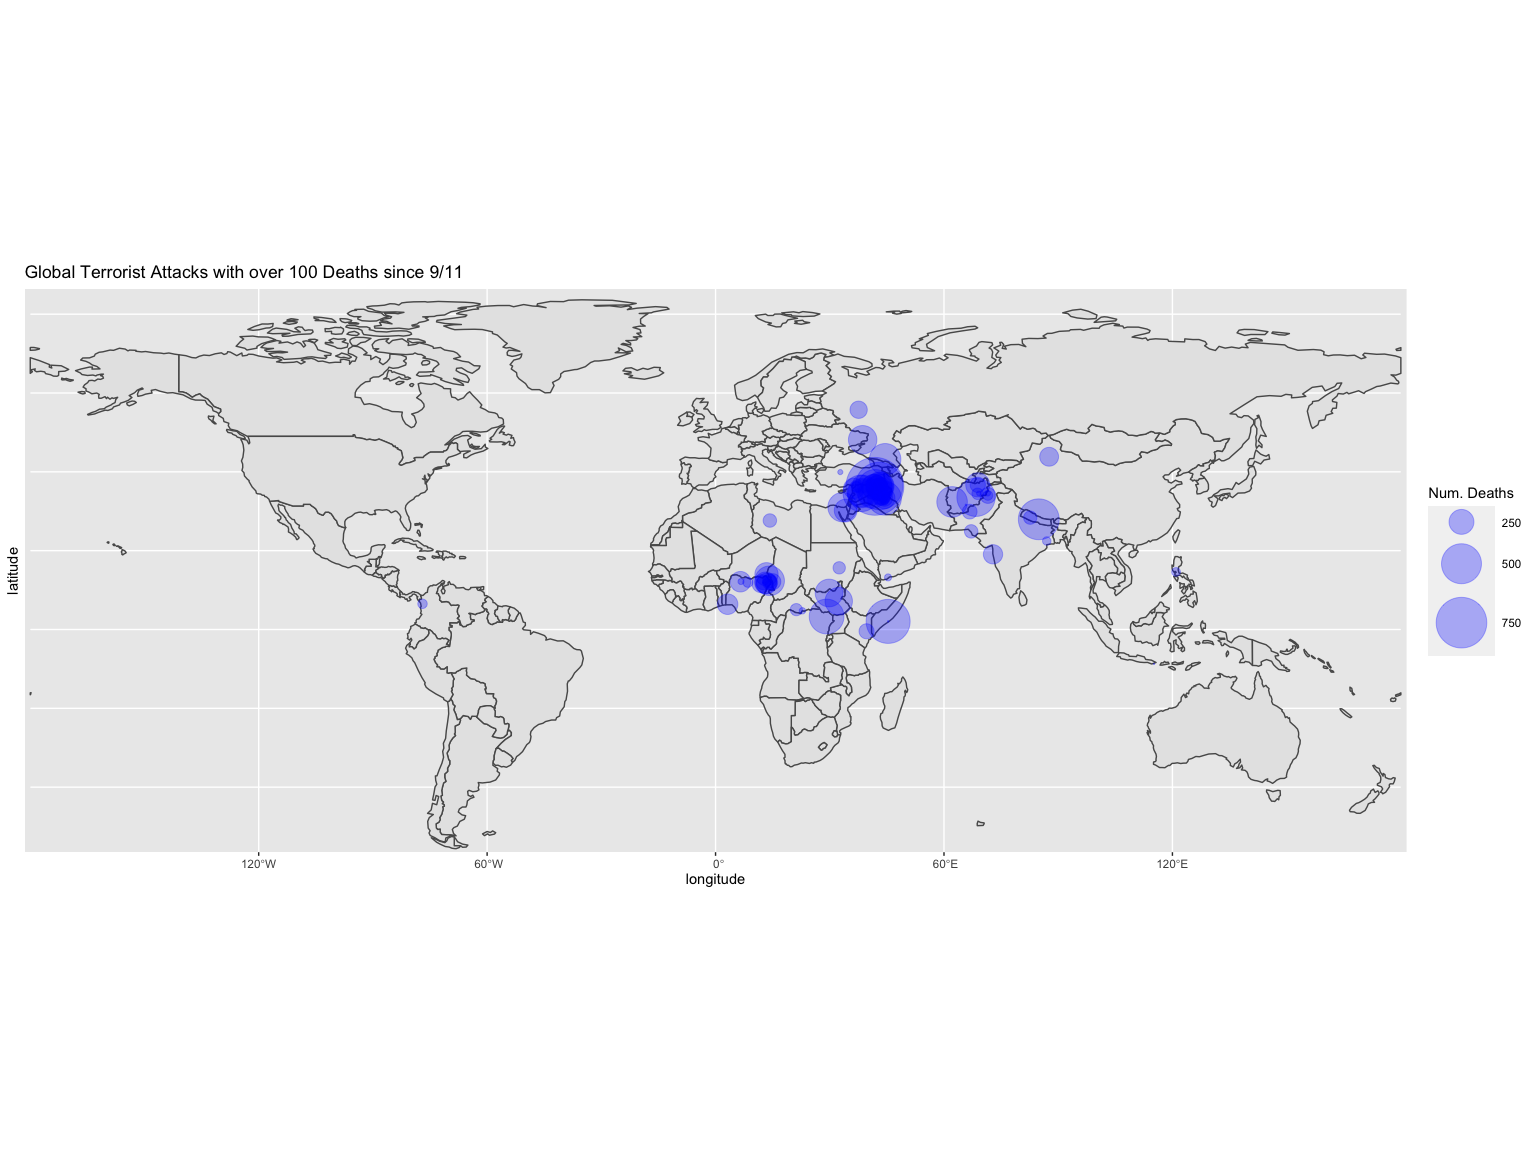 Global Terrorist Attacks with over 100 Deaths since 9/11
latitude
Num. Deaths
250
500
750
120°W
60°W
0°
60°E
120°E
longitude